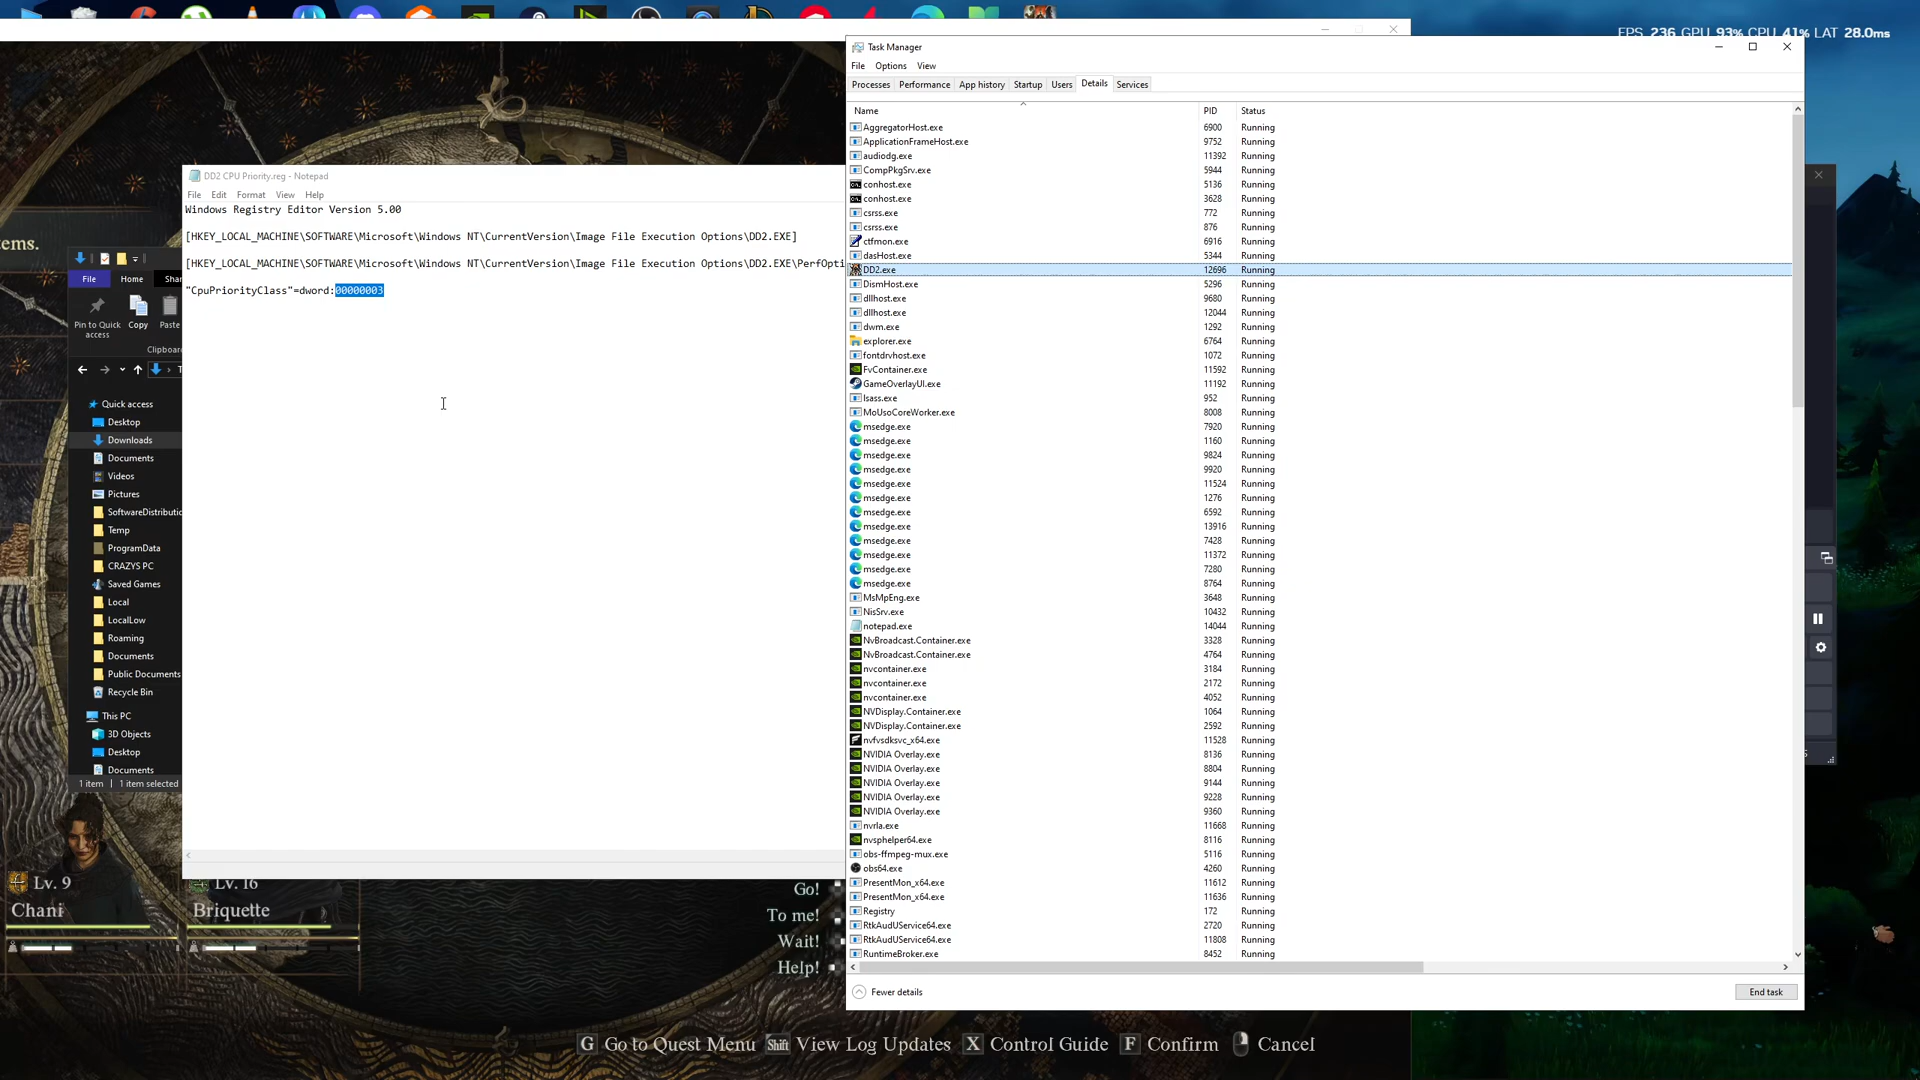 FPS 236 GPU 93% CPU 41% LAT 28.0ms
Task Manager
File Options View
Processes Performance App history Startup Users Details Services
Name PID Status
AggregatorHost.exe 6900 Running
ApplicationFrameHost.exe 9752 Running
audiodg.exe 11392 Running
CompPkgSrv.exe 5944 Running
conhost.exe 5136 Running
conhost.exe 3628 Running
csrss.exe 772 Running
csrss.exe 876 Running
ctfmon.exe 6916 Running
dasHost.exe 5344 Running
DD2.exe 12696 Running
DismHost.exe 5296 Running
dllhost.exe 9680 Running
dllhost.exe 12044 Running
dwm.exe 1292 Running
explorer.exe 6764 Running
fontdrvhost.exe 1072 Running
FvContainer.exe 11592 Running
GameOverlayUI.exe 11192 Running
lsass.exe 952 Running
MoUsoCoreWorker.exe 8008 Running
msedge.exe 7920 Running
msedge.exe 1160 Running
msedge.exe 9824 Running
msedge.exe 9920 Running
msedge.exe 11524 Running
msedge.exe 1276 Running
msedge.exe 6592 Running
msedge.exe 13916 Running
msedge.exe 7428 Running
msedge.exe 11372 Running
msedge.exe 7280 Running
msedge.exe 8764 Running
MsMpEng.exe 3648 Running
NisSrv.exe 10432 Running
notepad.exe 14044 Running
NvBroadcast.Container.exe 3328 Running
NvBroadcast.Container.exe 4764 Running
nvcontainer.exe 3184 Running
nvcontainer.exe 2172 Running
nvcontainer.exe 4052 Running
NVDisplay.Container.exe 1064 Running
NVDisplay.Container.exe 2592 Running
nvfvsdksvc_x64.exe 11528 Running
NVIDIA Overlay.exe 8136 Running
NVIDIA Overlay.exe 8804 Running
NVIDIA Overlay.exe 9144 Running
NVIDIA Overlay.exe 9228 Running
NVIDIA Overlay.exe 9360 Running
nvrla.exe 11668 Running
nvsphelper64.exe 8116 Running
obs-ffmpeg-mux.exe 5116 Running
obs64.exe 4260 Running
PresentMon_x64.exe 11612 Running
PresentMon_x64.exe 11636 Running
Registry 172 Running
RtkAudUService64.exe 2720 Running
RtkAudUService64.exe 11808 Running
RuntimeBroker.exe 8452 Running
Fewer details
End task
DD2 CPU Priority.reg - Notepad
File Edit Format View Help
Windows Registry Editor Version 5.00
[HKEY_LOCAL_MACHINE\SOFTWARE\Microsoft\Windows NT\CurrentVersion\Image File Execution Options\DD2.EXE]
[HKEY_LOCAL_MACHINE\SOFTWARE\Microsoft\Windows NT\CurrentVersion\Image File Execution Options\DD2.EXE\PerfOpti
"CpuPriorityClass"=dword:00000003
ems.
File Home Shar
Pin to Quick access
Copy
Paste
Clipboard
Quick access
Desktop
Downloads
Documents
Videos
Pictures
SoftwareDistributic
Temp
ProgramData
CRAZYS PC
Saved Games
Local
LocalLow
Roaming
Documents
Public Documents
Recycle Bin
This PC
3D Objects
Desktop
Documents
1 item 1 item selected
Lv. 9
Chani
Lv. 16
Briquette
Go!
To me!
Wait!
Help!
G Go to Quest Menu Shift View Log Updates X Control Guide F Confirm Cancel